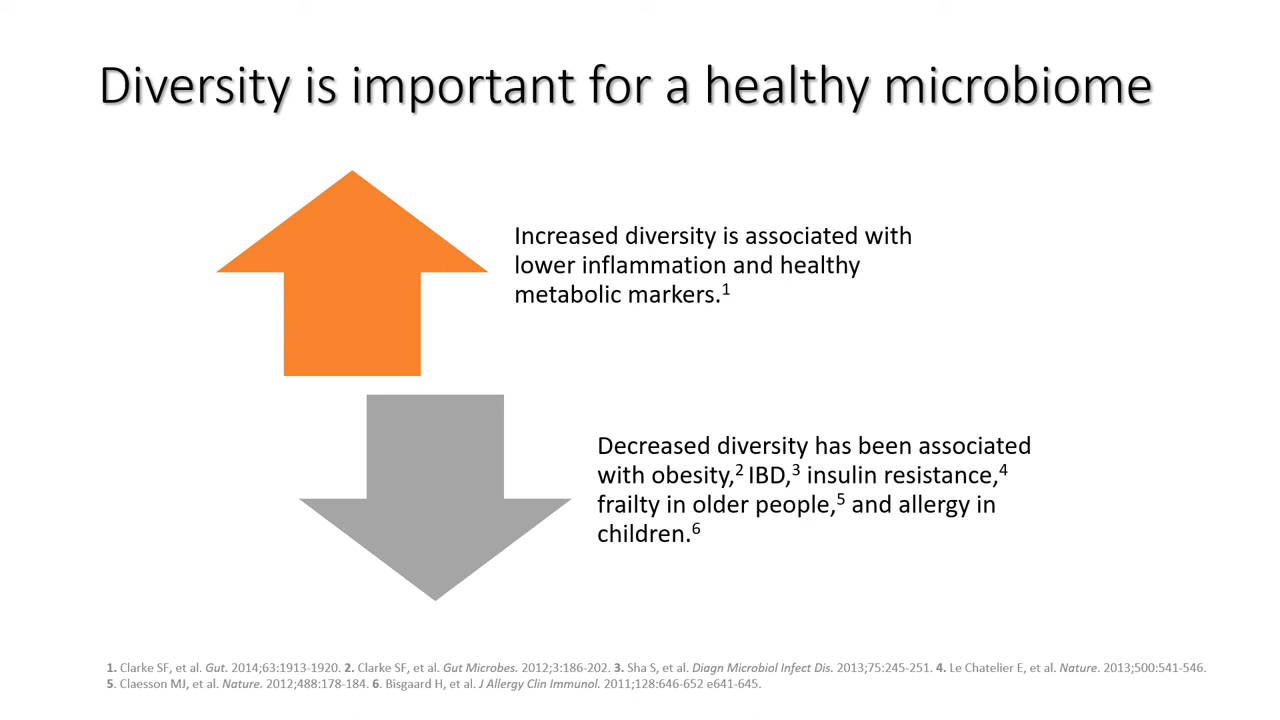 Diversity is important for a healthy microbiome
Increased diversity is associated with
lower inflammation and healthy
metabolic markers.1
Decreased diversity has been associated
with obesity,2 IBD,3 insulin resistance,4
frailty in older people,5 and allergy in
children.6
1. Clarke SF, et al. Gut. 2014;63:1913-1920. 2. Clarke SF, et al. Gut Microbes. 2012;3:186-202. 3. Sha S, et al. Diagn Microbiol Infect Dis. 2013;75:245-251. 4. Le Chatelier E, et al. Nature. 2013;500:541-546.
5. Claesson MJ, et al. Nature. 2012;488:178-184. 6. Bisgaard H, et al. J Allergy Clin Immunol. 2011;128:646-652 e641-645.